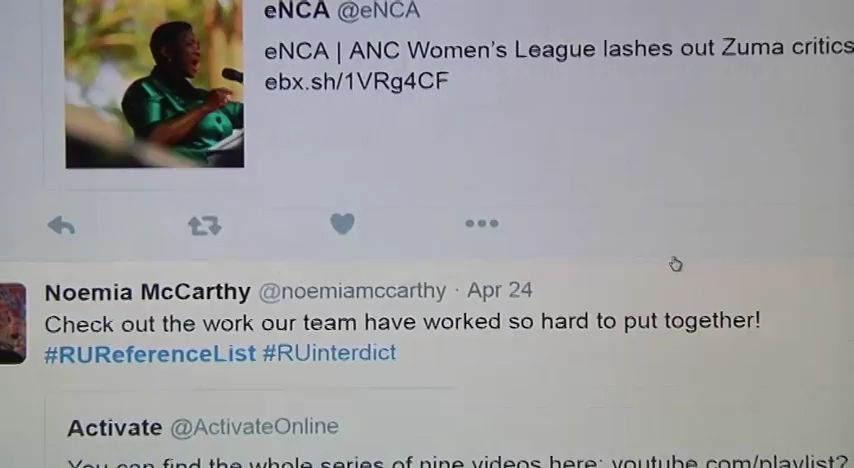 eNCA @eNCA
eNCA | ANC Women's League lashes out Zuma critics
ebx.sh/1VRg4CF
Noemia McCarthy @noemiamccarthy · Apr 24
Check out the work our team have worked so hard to put together!
#RUReferenceList #RUinterdict
Activate @ActivateOnline
You can find the whole series of nine videos here: youtube.com/playlist?